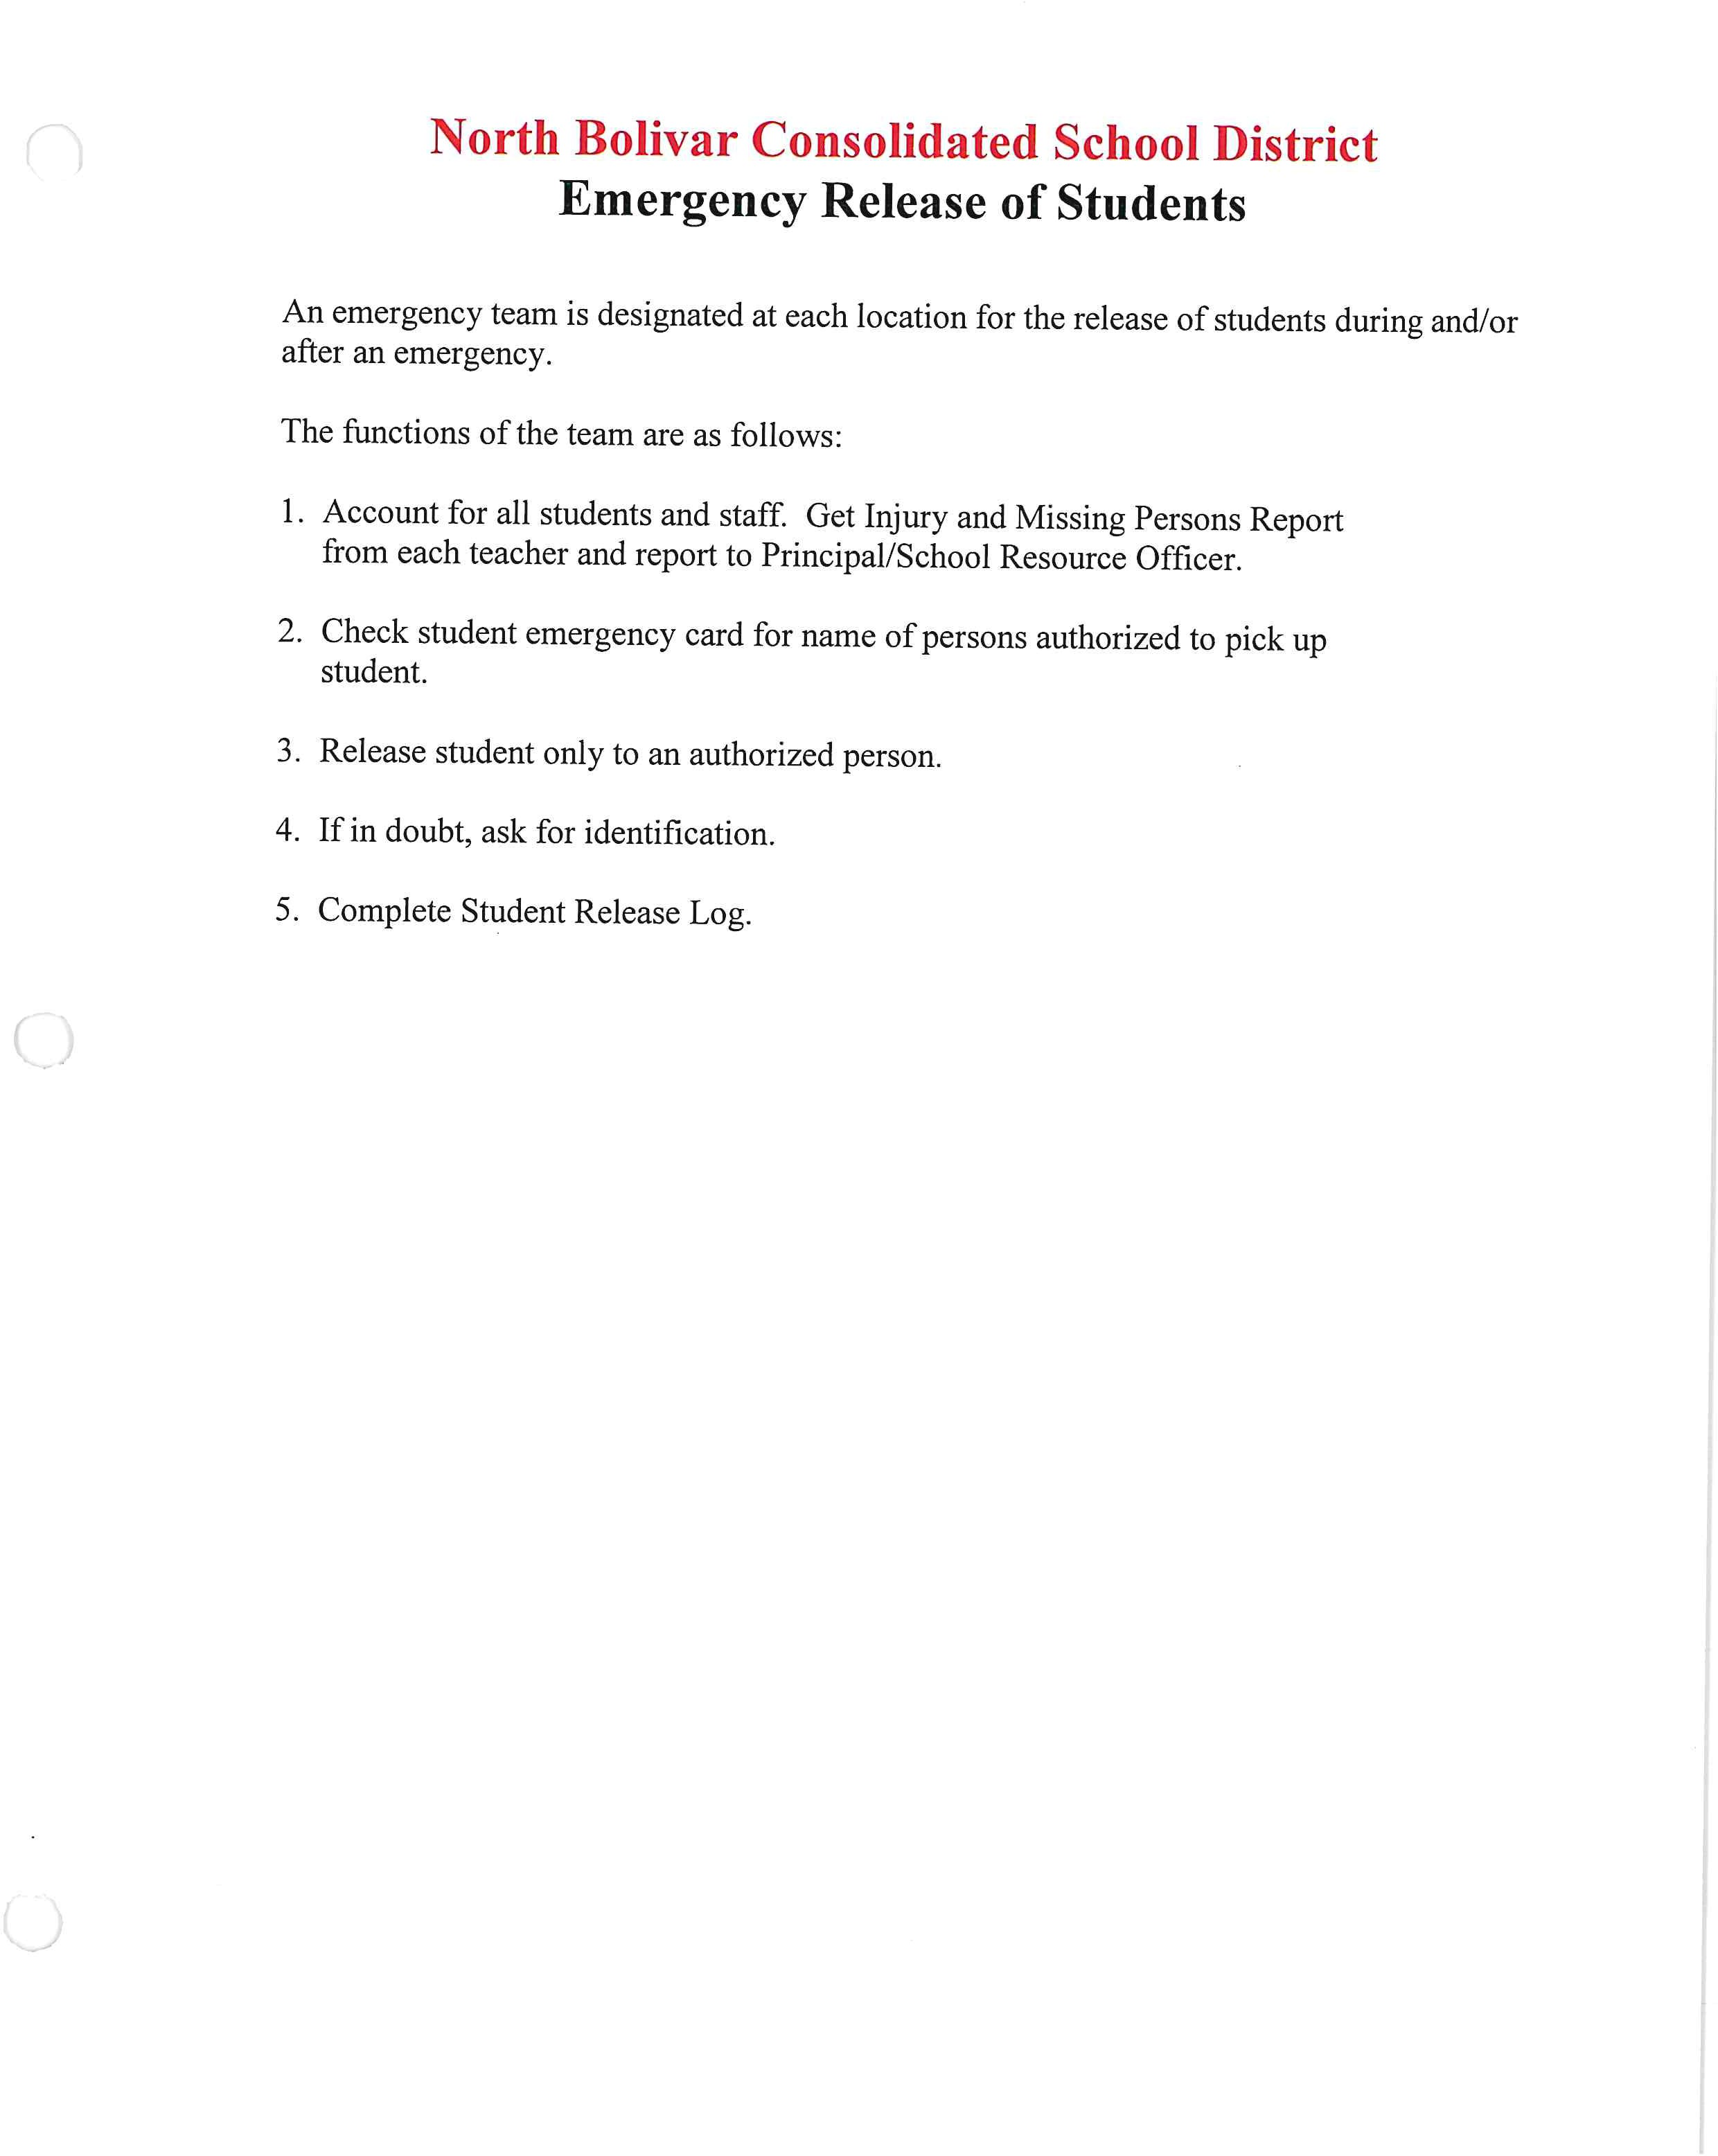 North Bolivar Consolidated School District
Emergency Release of Students
An emergency team is designated at each location for the release of students during and/or
after an emergency.
The functions of the team are as follows:
1. Account for all students and staff. Get Injury and Missing Persons Report
from each teacher and report to Principal/School Resource Officer.
2. Check student emergency card for name of persons authorized to pick up
student.
3. Release student only to an authorized person.
4. If in doubt, ask for identification.
5. Complete Student Release Log.